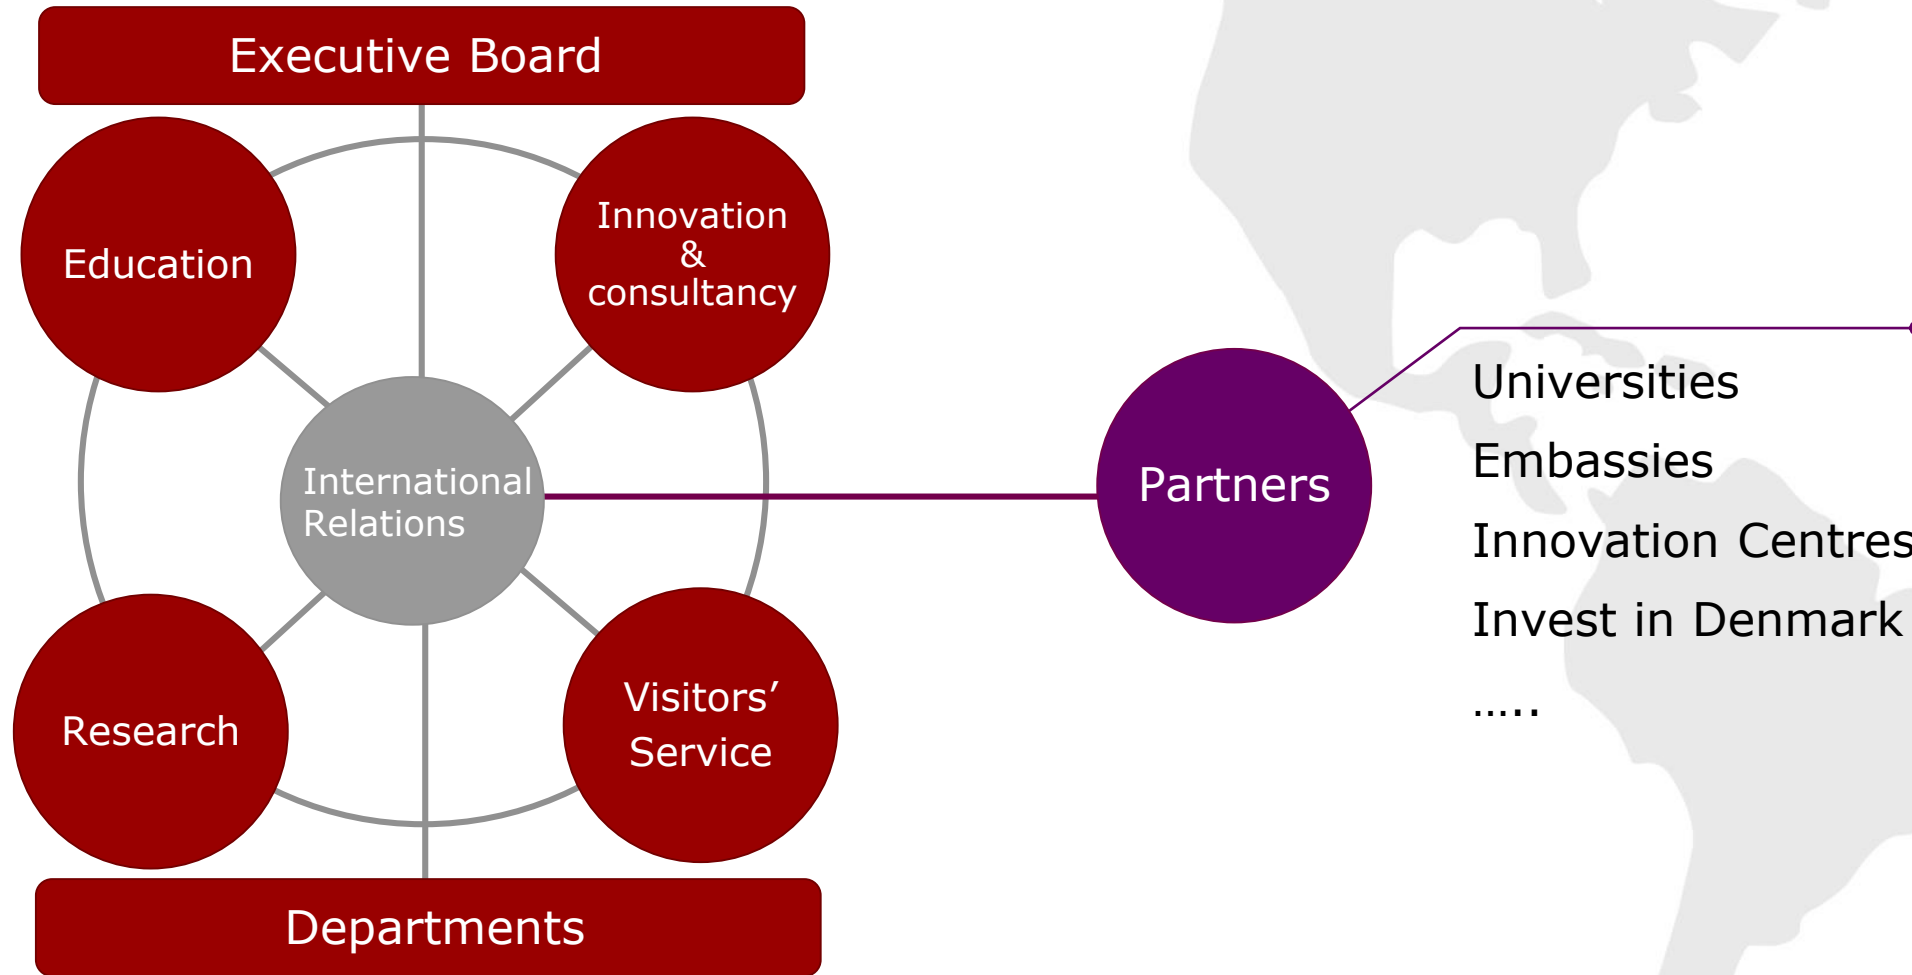 Executive Board
Education
Innovation
&
consultancy
International
Relations
Research
Visitors’
Service
Departments
Partners
Universities
Embassies
Innovation Centres
Invest in Denmark
…..